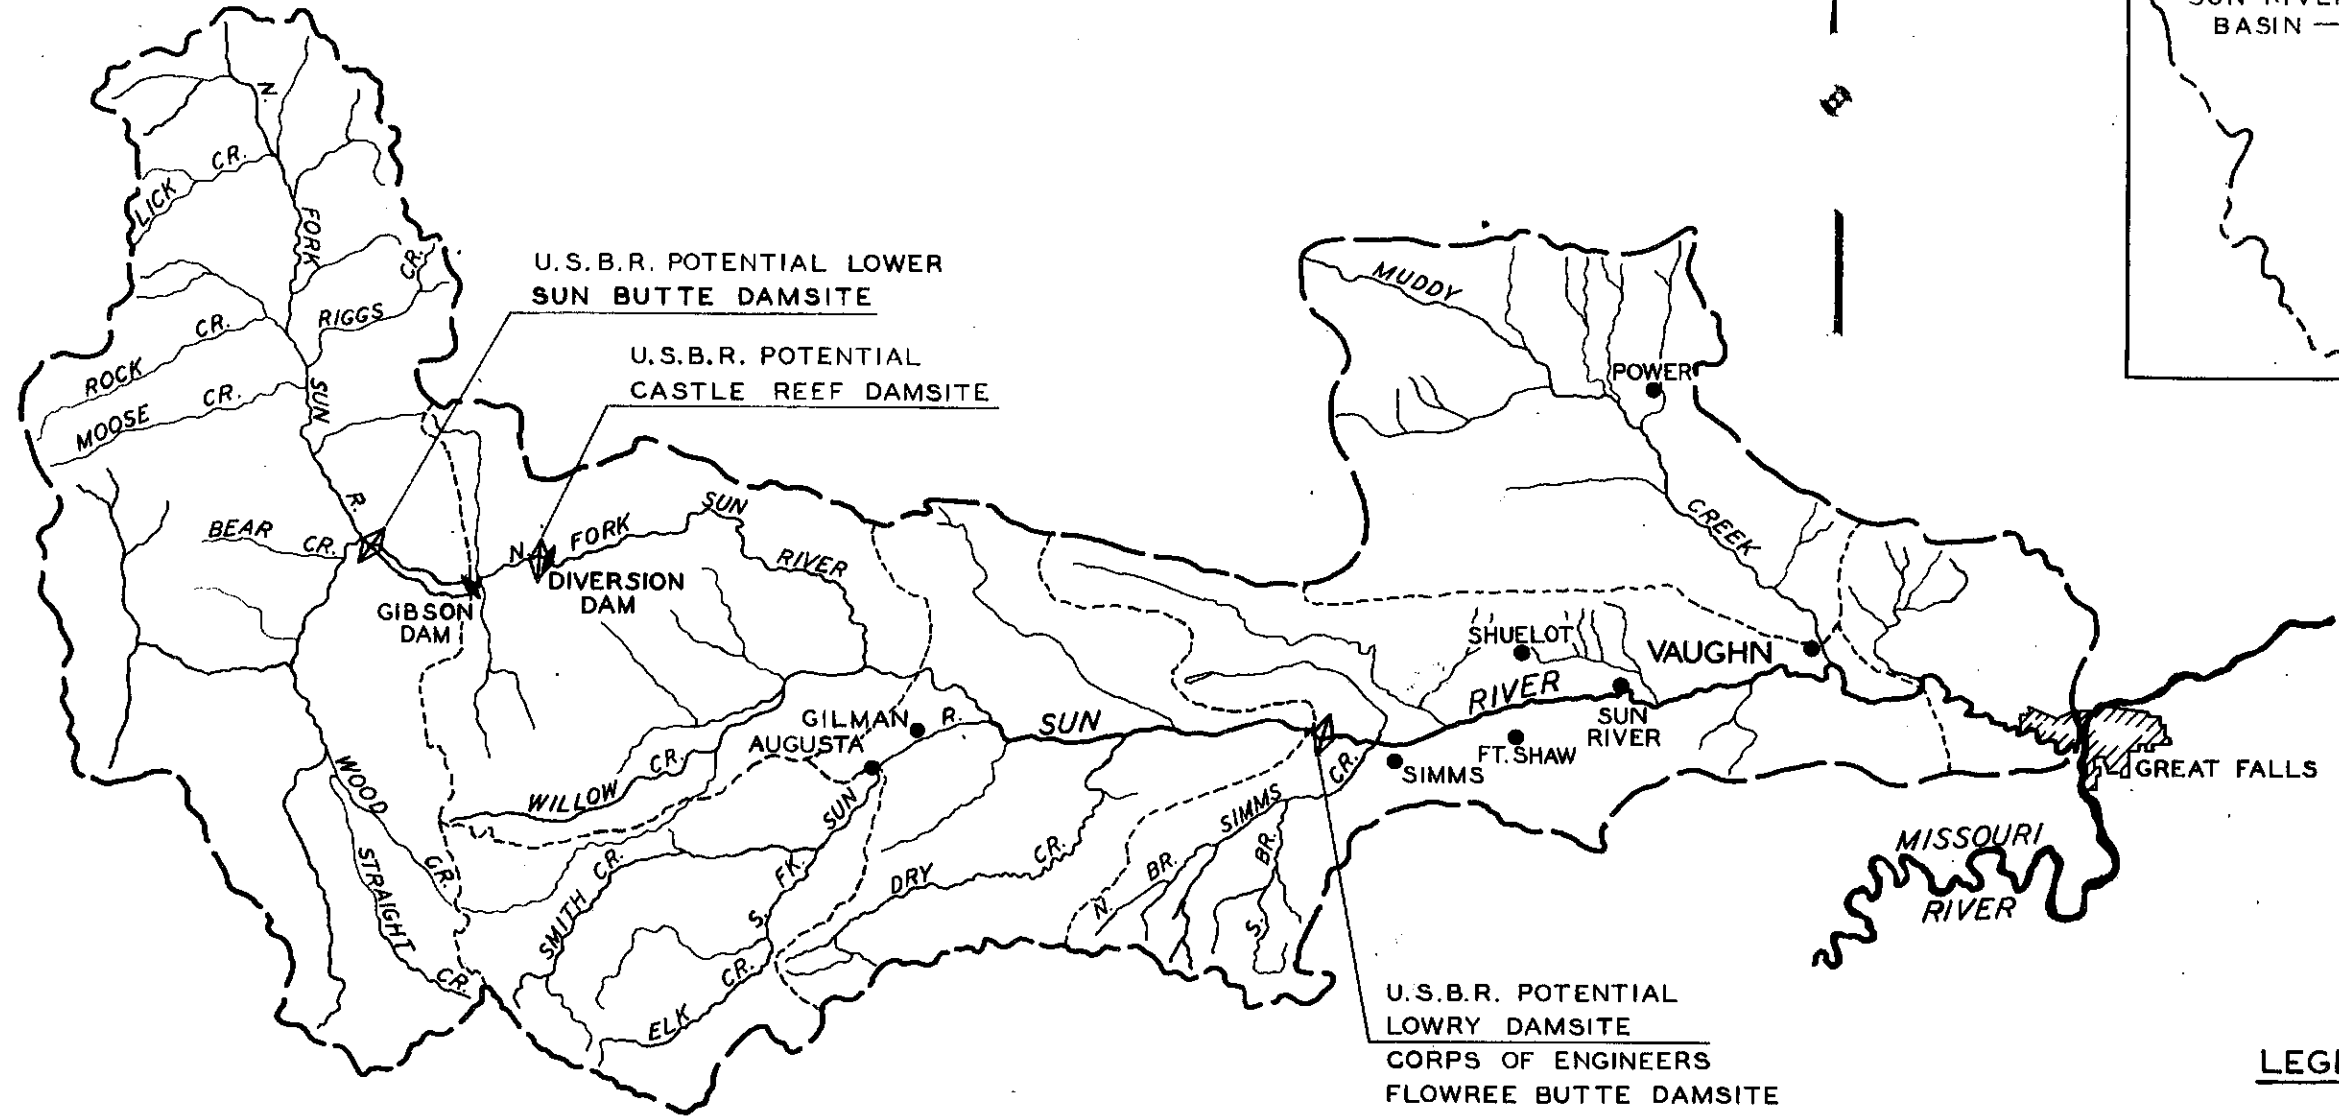 SUN RIVER
BASIN
N.
FORK
SUN
R.
LICK CR.
RIGGS CR.
ROCK CR.
MOOSE CR.
BEAR CR.
U.S.B.R. POTENTIAL LOWER
SUN BUTTE DAMSITE
U.S.B.R. POTENTIAL
CASTLE REEF DAMSITE
GIBSON
DAM
DIVERSION
DAM
N. FORK SUN RIVER
MUDDY CREEK
POWER
SHUELOT
VAUGHN
SUN RIVER
SUN
RIVER
FT. SHAW
SIMMS
GREAT FALLS
MISSOURI
RIVER
GILMAN
AUGUSTA
R.
SUN
FK.
S.
WILLOW CR.
WOOD CR.
STRAIGHT CR.
SMITH CR.
ELK CR.
DRY CR.
SIMMS CR.
N. BR.
S. BR.
U.S.B.R. POTENTIAL
LOWRY DAMSITE
CORPS OF ENGINEERS
FLOWREE BUTTE DAMSITE